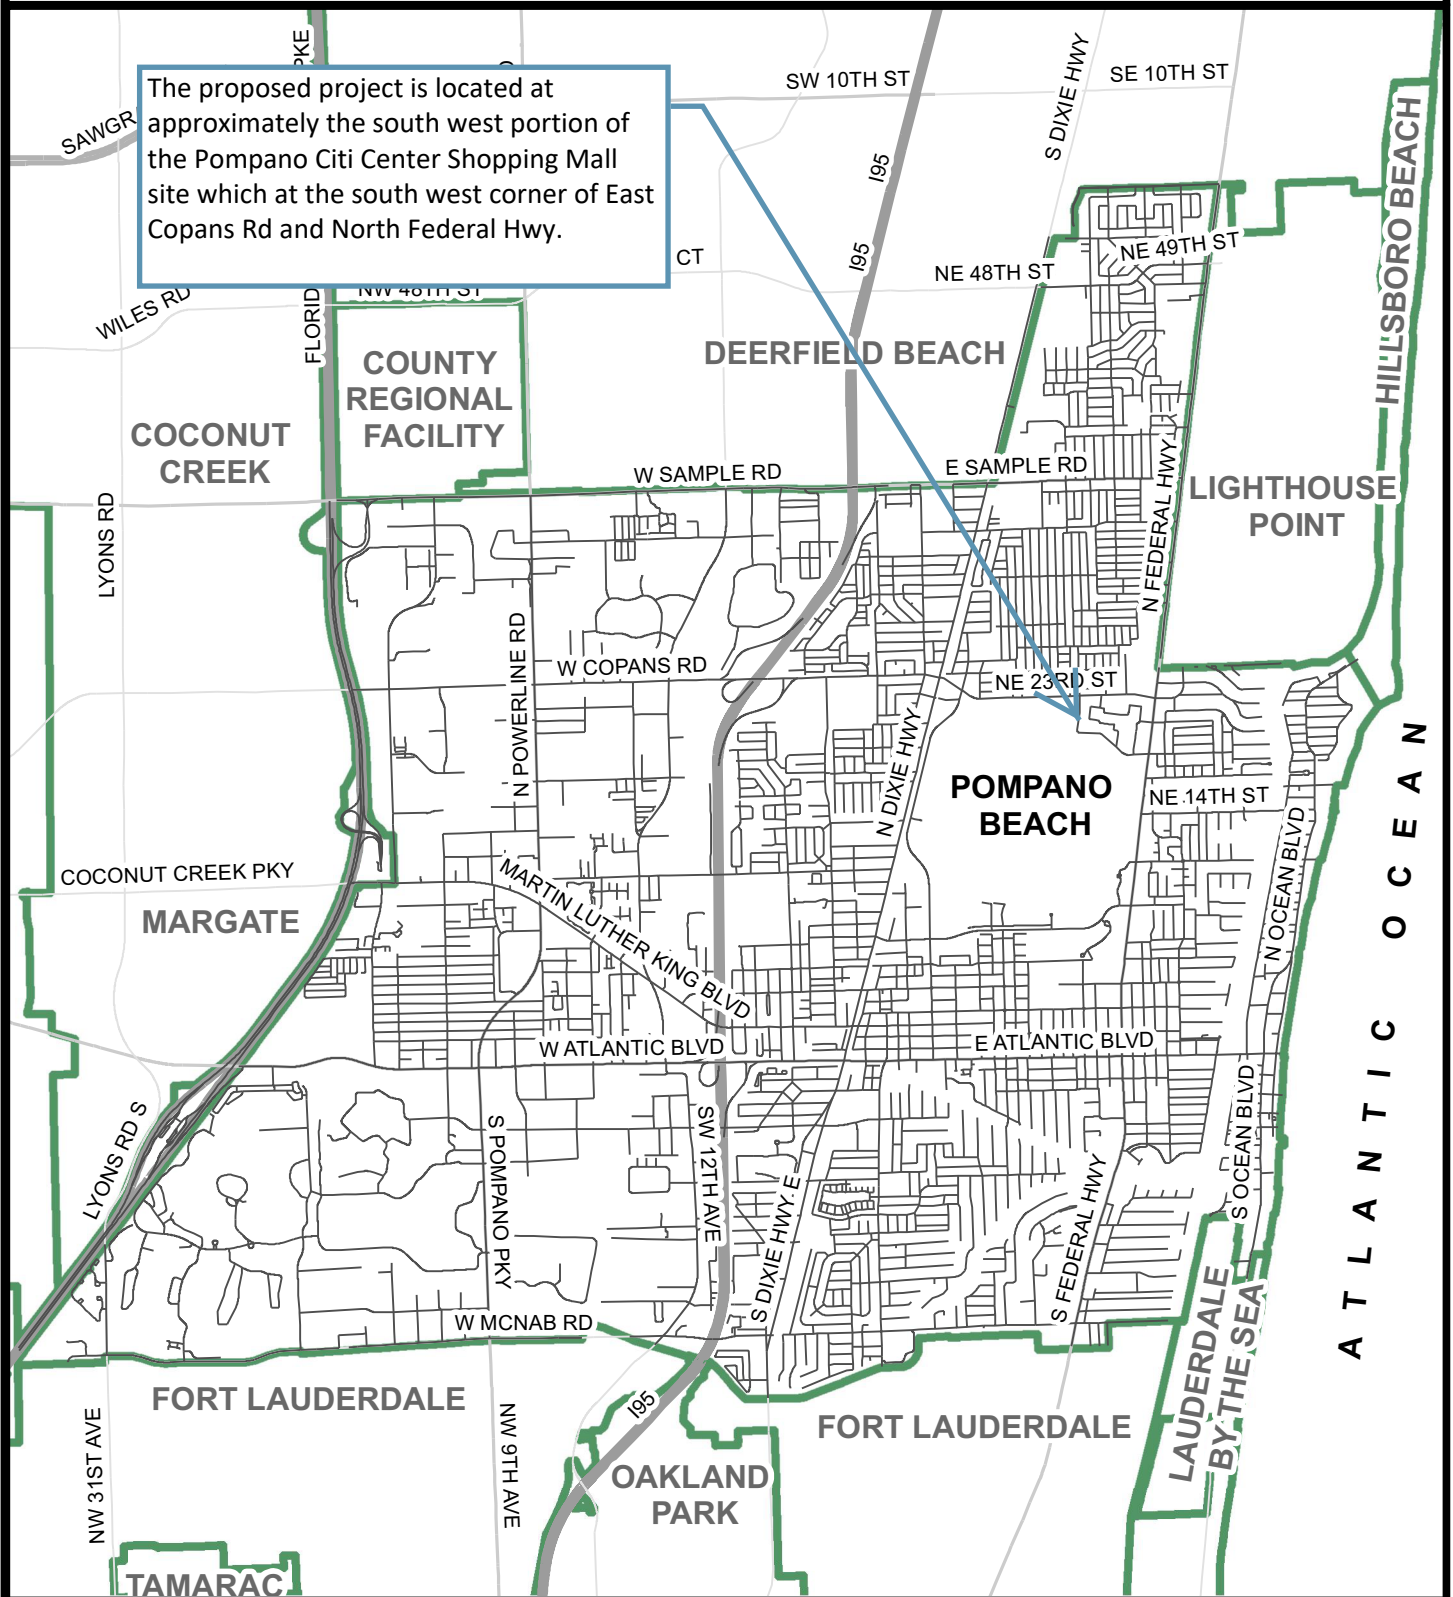 PKE
SW 10TH ST
SE 10TH ST
S DIXIE HWY
SAWGR
The proposed project is located at
approximately the south west portion of
the Pompano Citi Center Shopping Mall
site which at the south west corner of East
Copans Rd and North Federal Hwy.
I95
I95
HILLSBORO BEACH
CT
NE 48TH ST
NE 49TH ST
WILES RD
NW 48TH ST
FLORID
DEERFIELD BEACH
COUNTY
REGIONAL
FACILITY
COCONUT
CREEK
W SAMPLE RD
E SAMPLE RD
LYONS RD
N FEDERAL HWY
LIGHTHOUSE
POINT
N POWERLINE RD
W COPANS RD
NE 23RD ST
N DIXIE HWY
POMPANO
BEACH
NE 14TH ST
N OCEAN BLVD
ATLANTIC OCEAN
COCONUT CREEK PKY
MARTIN LUTHER KING BLVD
MARGATE
W ATLANTIC BLVD
E ATLANTIC BLVD
LYONS RD S
S POMPANO PKY
SW 12TH AVE
S DIXIE HWY E
S FEDERAL HWY
S OCEAN BLVD
W MCNAB RD
LAUDERDALE
BY THE SEA
FORT LAUDERDALE
I95
FORT LAUDERDALE
NW 31ST AVE
NW 9TH AVE
OAKLAND
PARK
TAMARAC